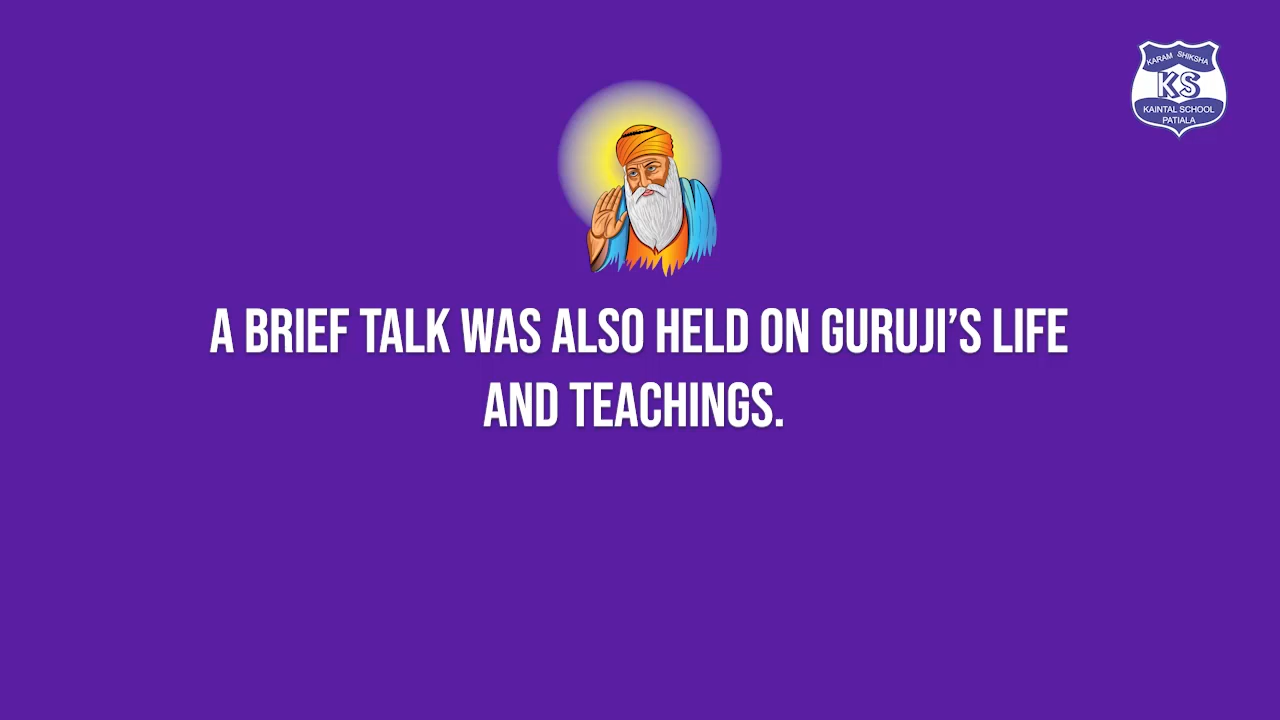 KARAM SHIKSHA
KS
KAINTAL SCHOOL
PATIALA
A BRIEF TALK WAS ALSO HELD ON GURUJI’S LIFE
AND TEACHINGS.